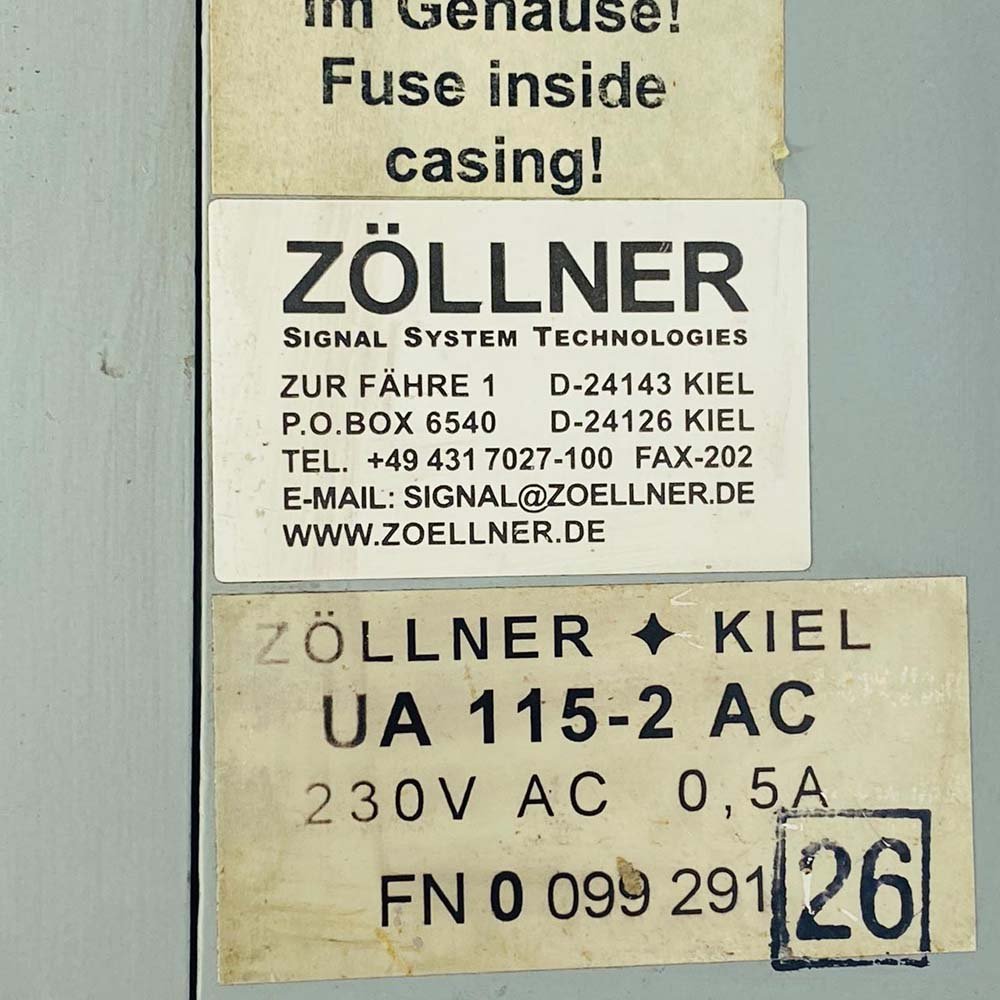 im Gehäuse!
Fuse inside
casing!
ZÖLLNER
SIGNAL SYSTEM TECHNOLOGIES
ZUR FÄHRE 1 D-24143 KIEL
P.O.BOX 6540 D-24126 KIEL
TEL. +49 431 7027-100 FAX-202
E-MAIL: SIGNAL@ZOELLNER.DE
WWW.ZOELLNER.DE
ZÖLLNER ✦ KIEL
UA 115-2 AC
230V AC 0,5A
FN 0 099 291
26